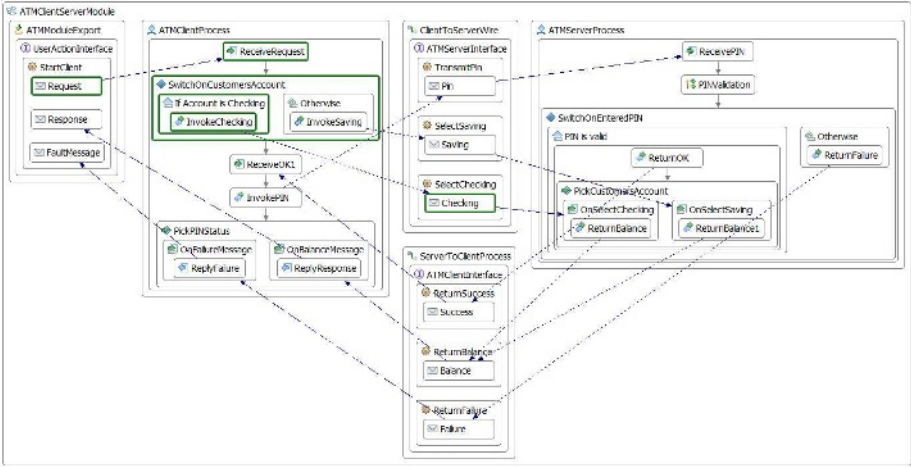 ATMClientServerModule
ATMModuleExport
UserActionInterface
StartClient
Request
Response
FaultMessage
ATMClientProcess
ReceiveRequest
SwitchOnCustomersAccount
If Account is Checking
InvokeChecking
Otherwise
InvokeSaving
ReceiveOK1
InvokePIN
PickPINStatus
OnFailureMessage
ReplyFailure
OnBalanceMessage
ReplyResponse
ClientToServerWire
ATMServerInterface
TransmitPin
Pin
SelectSaving
Saving
SelectChecking
Checking
ServerToClientProcess
ATMClientInterface
ReturnSuccess
Success
ReturnBalance
Balance
ReturnFailure
Failure
ATMServerProcess
ReceivePIN
PINValidation
SwitchOnEnteredPIN
PIN is valid
ReturnOK
PickCustomersAccount
OnSelectChecking
ReturnBalance
OnSelectSaving
ReturnBalance1
Otherwise
ReturnFailure